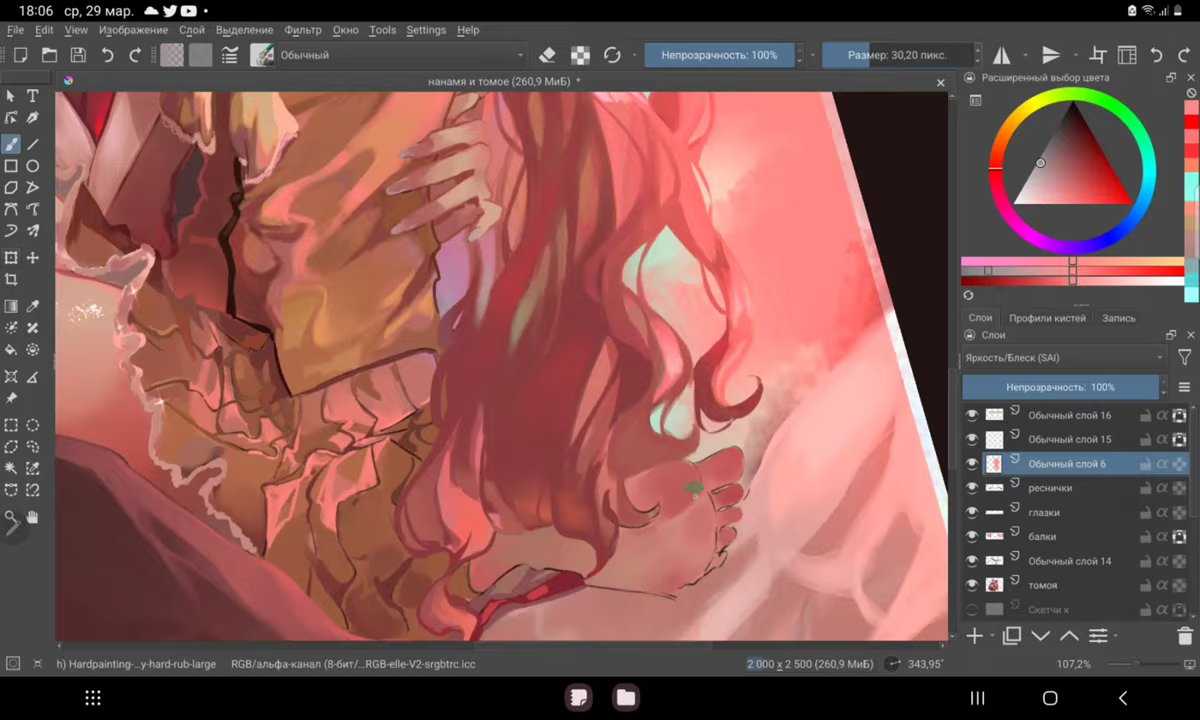 18:06 ср, 29 мар.
File Edit View Изображение Слой Выделение Фильтр Окно Tools Settings Help
Обычный Непрозрачность: 100% Размер: 30,20 пикс.
нанамя и томое (260,9 МиБ) *
Расширенный выбор цвета
Слои Профили кистей Запись
Слои
Яркость/Блеск (SAI)
Непрозрачность: 100%
Обычный слой 16
Обычный слой 15
Обычный слой 6
реснички
глазки
балки
Обычный слой 14
томоя
Скетчи к
h) Hardpainting-...y-hard-rub-large RGB/альфа-канал (8-бит/...RGB-elle-V2-srgbtrc.icc 2 000 x 2 500 (260,9 МиБ) 343,95° 107,2%